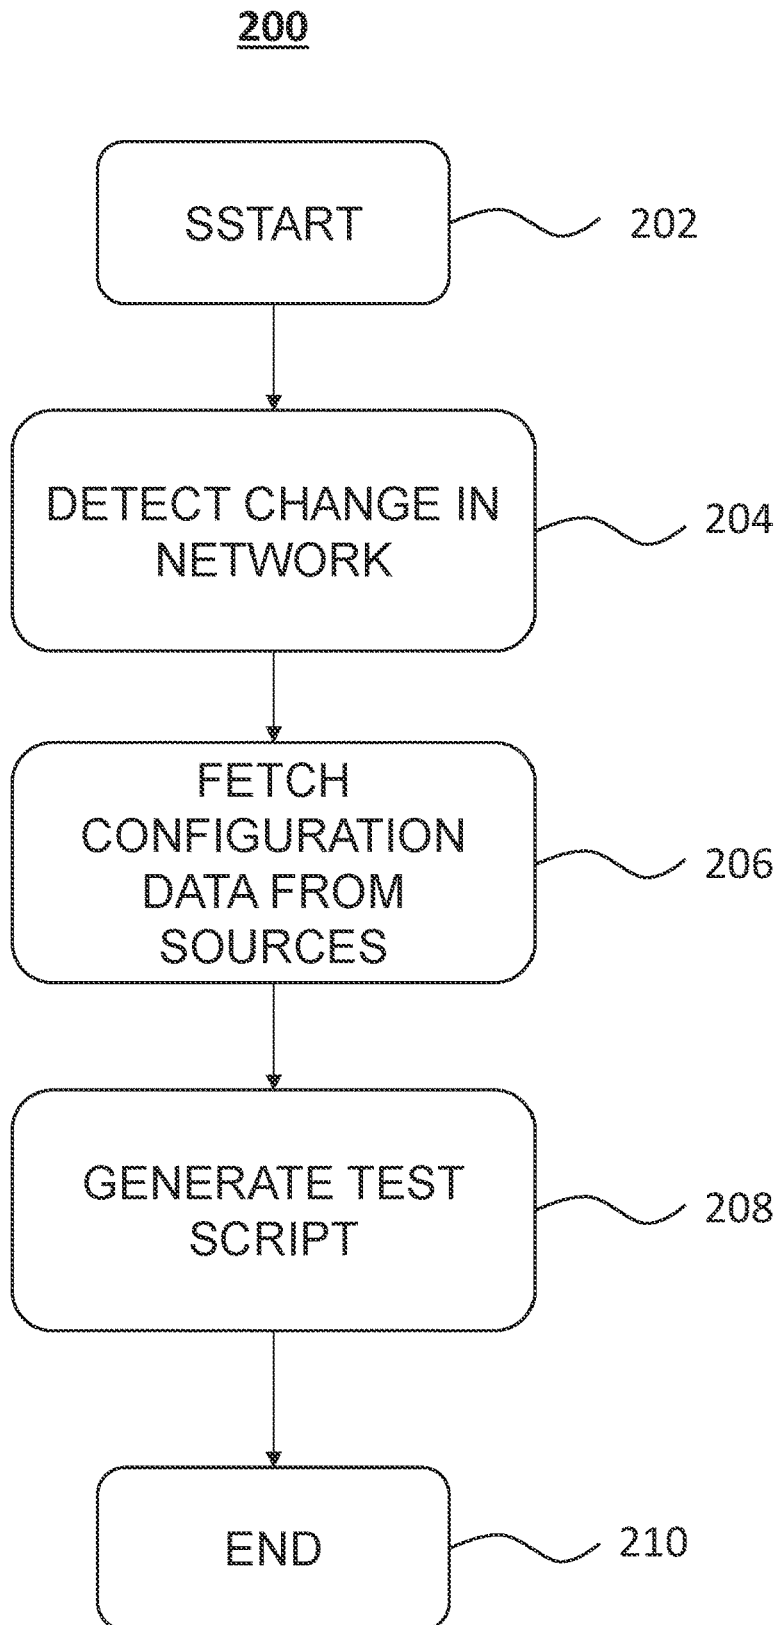 200
SSTART
202
DETECT CHANGE IN
NETWORK
204
FETCH
CONFIGURATION
DATA FROM
SOURCES
206
GENERATE TEST
SCRIPT
208
END
210